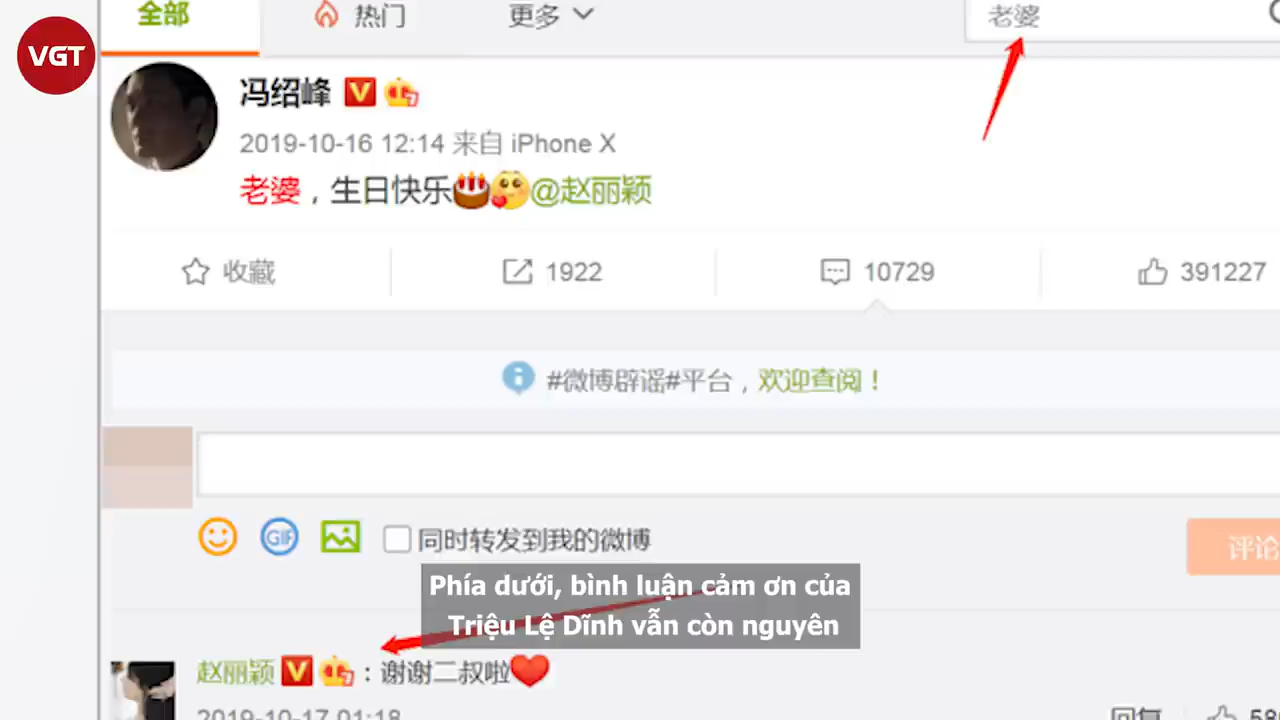 全部
热门
更多
老婆
VGT
冯绍峰
2019-10-16 12:14 来自 iPhone X
老婆，生日快乐@赵丽颖
收藏
1922
10729
391227
#微博辟谣#平台，欢迎查阅！
GIF
同时转发到我的微博
评论
Phía dưới, bình luận cảm ơn của
Triệu Lệ Dĩnh vẫn còn nguyên
赵丽颖：谢谢二叔啦
2019-10-17 01:18
回复